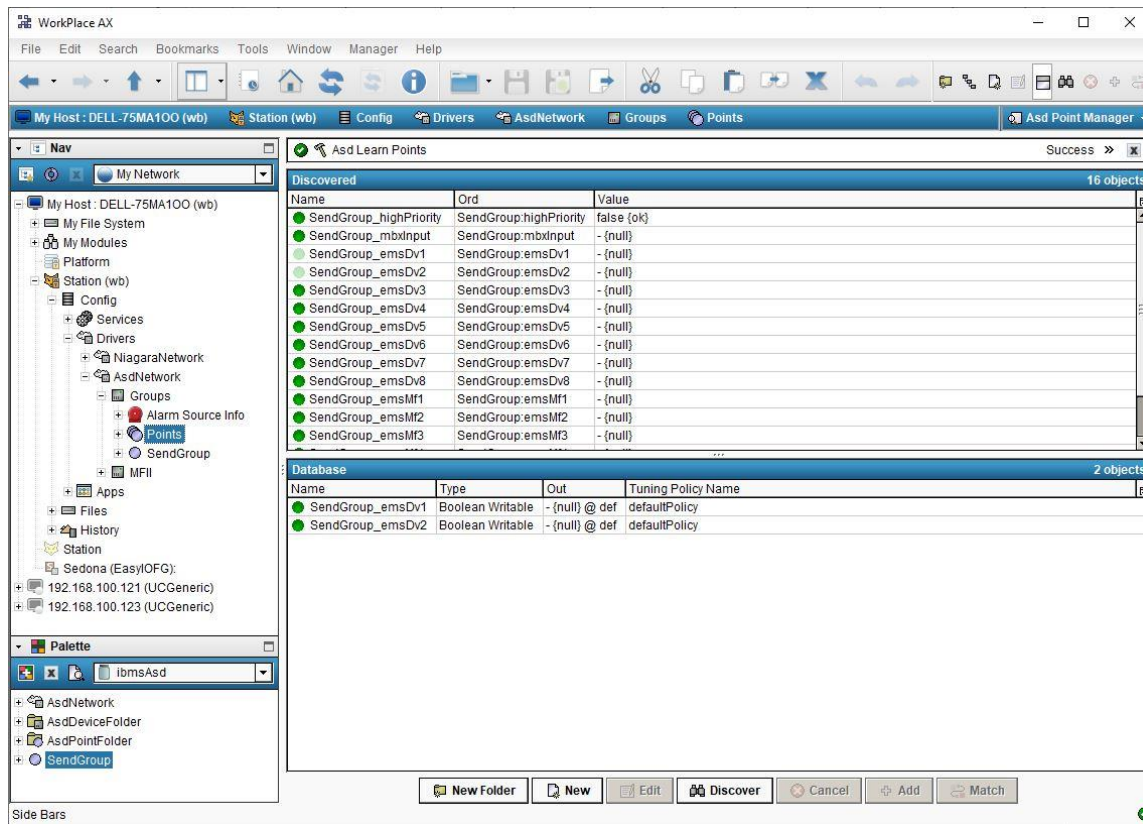 WorkPlace AX
File Edit Search Bookmarks Tools Window Manager Help
My Host : DELL-75MA1OO (wb) Station (wb) Config Drivers AsdNetwork Groups Points Asd Point Manager
Nav
My Network
My Host : DELL-75MA1OO (wb)
My File System
My Modules
Platform
Station (wb)
Config
Services
Drivers
NiagaraNetwork
AsdNetwork
Groups
Alarm Source Info
Points
SendGroup
MFII
Apps
Files
History
Station
Sedona (EasyIOFG):
192.168.100.121 (UCGeneric)
192.168.100.123 (UCGeneric)
Palette
ibmsAsd
AsdNetwork
AsdDeviceFolder
AsdPointFolder
SendGroup
Asd Learn Points Success »
Discovered 16 objects
Name Ord Value
SendGroup_highPriority SendGroup:highPriority false {ok}
SendGroup_mbxInput SendGroup:mbxInput - {null}
SendGroup_emsDv1 SendGroup:emsDv1 - {null}
SendGroup_emsDv2 SendGroup:emsDv2 - {null}
SendGroup_emsDv3 SendGroup:emsDv3 - {null}
SendGroup_emsDv4 SendGroup:emsDv4 - {null}
SendGroup_emsDv5 SendGroup:emsDv5 - {null}
SendGroup_emsDv6 SendGroup:emsDv6 - {null}
SendGroup_emsDv7 SendGroup:emsDv7 - {null}
SendGroup_emsDv8 SendGroup:emsDv8 - {null}
SendGroup_emsMf1 SendGroup:emsMf1 - {null}
SendGroup_emsMf2 SendGroup:emsMf2 - {null}
SendGroup_emsMf3 SendGroup:emsMf3 - {null}
Database 2 objects
Name Type Out Tuning Policy Name
SendGroup_emsDv1 Boolean Writable - {null} @ def defaultPolicy
SendGroup_emsDv2 Boolean Writable - {null} @ def defaultPolicy
New Folder New Edit Discover Cancel Add Match
Side Bars